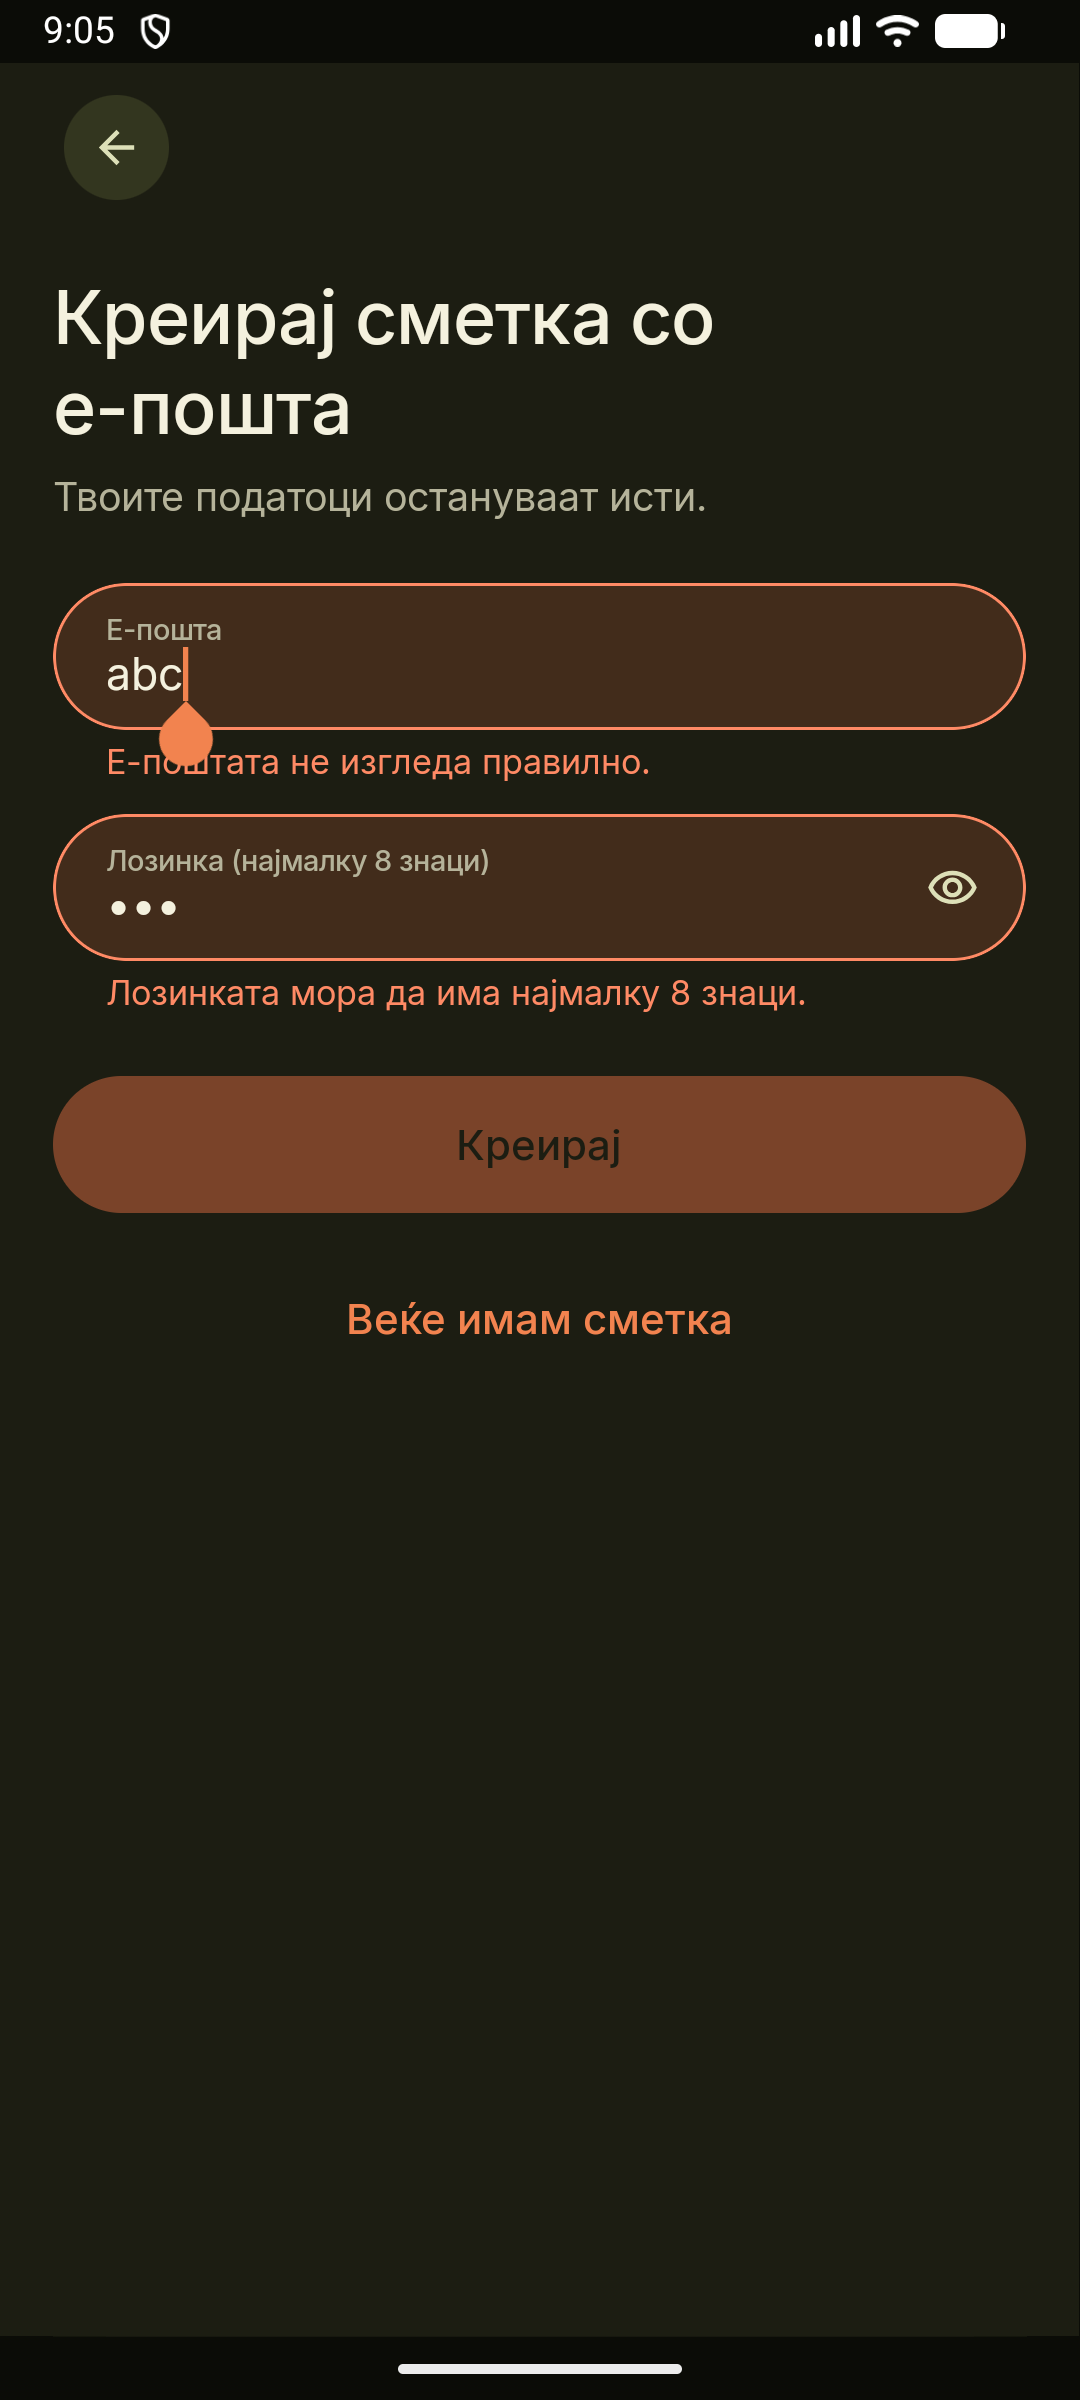 9:05
Креирај сметка со
е-пошта
Твоите податоци остануваат исти.
Е-пошта
abc
Е-поштата не изгледа правилно.
Лозинка (најмалку 8 знаци)
•••
Лозинката мора да има најмалку 8 знаци.
Креирај
Веќе имам сметка